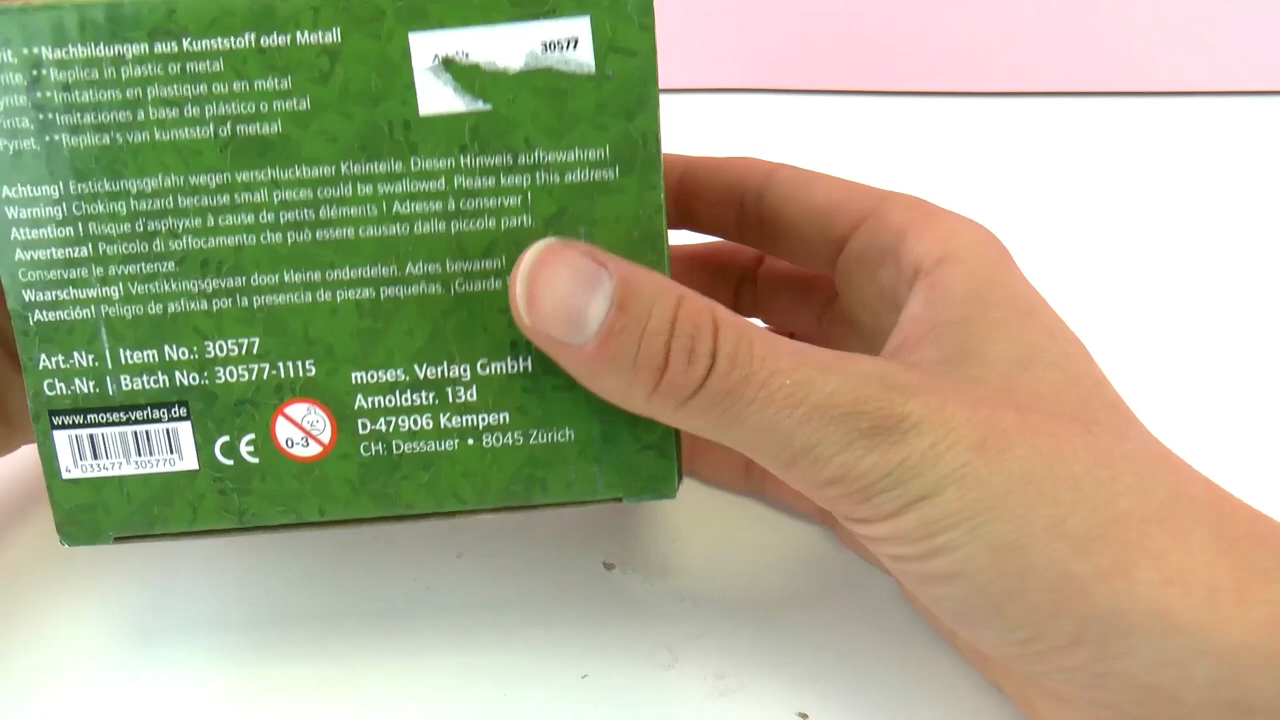 **Nachbildungen aus Kunststoff oder Metall
**Replica in plastic or metal
**Imitations en plastique ou en métal
**Imitaciones a base de plástico o metal
Pyriet, **Replica's van kunststof of metaal
30577
Achtung! Erstickungsgefahr wegen verschluckbarer Kleinteile. Diesen Hinweis aufbewahren!
Warning! Choking hazard because small pieces could be swallowed. Please keep this address!
Attention ! Risque d'asphyxie à cause de petits éléments ! Adresse à conserver !
Avvertenza! Pericolo di soffocamento che può essere causato dalle piccole parti.
Conservare le avvertenze.
Waarschuwing! Verstikkingsgevaar door kleine onderdelen. Adres bewaren!
¡Atención! Peligro de asfixia por la presencia de piezas pequeñas. ¡Guarde
Art.-Nr. | Item No.: 30577
Ch.-Nr. | Batch No.: 30577-1115
www.moses-verlag.de
4 033477 305770
CE
0-3
moses. Verlag GmbH
Arnoldstr. 13d
D-47906 Kempen
CH: Dessauer • 8045 Zürich